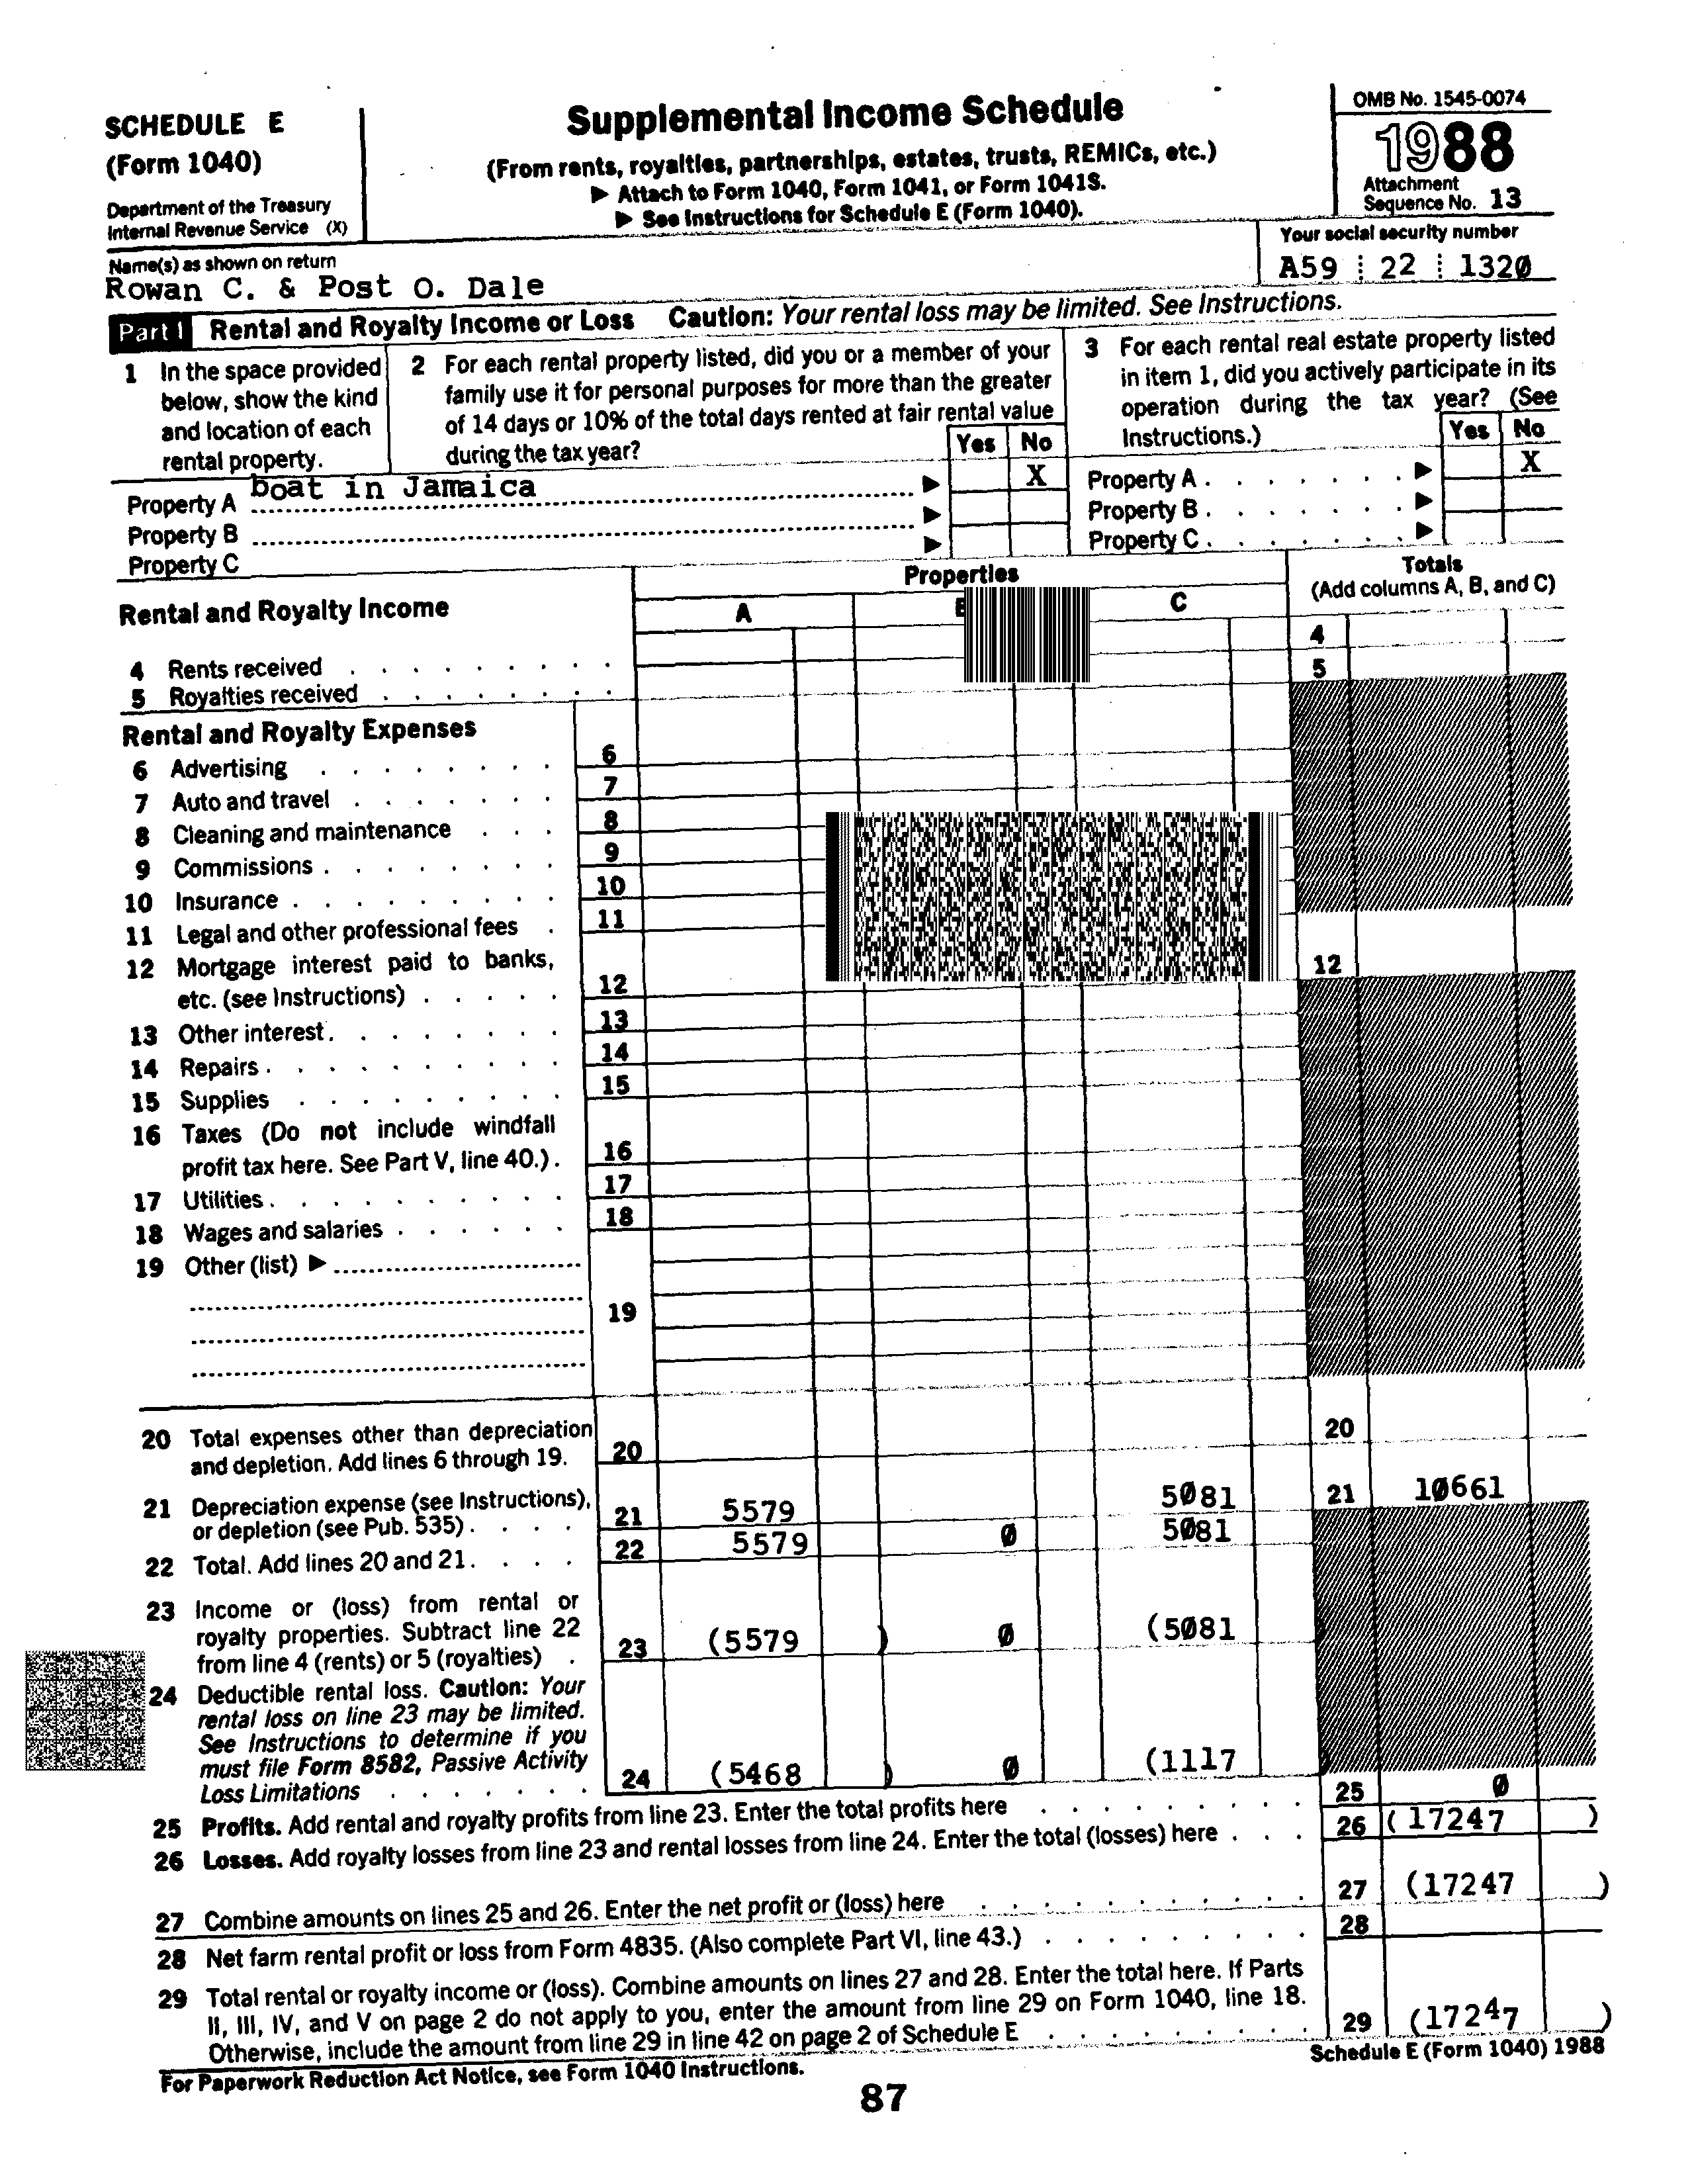 SCHEDULE E
(Form 1040)
Department of the Treasury
Internal Revenue Service (X)
Supplemental Income Schedule
(From rents, royalties, partnerships, estates, trusts, REMICs, etc.)
▶ Attach to Form 1040, Form 1041, or Form 1041S.
▶ See Instructions for Schedule E (Form 1040).
OMB No. 1545-0074
1988
Attachment
Sequence No. 13
Name(s) as shown on return
Rowan C. & Post O. Dale
Your social security number
A59 22 1320
Part I Rental and Royalty Income or Loss Caution: Your rental loss may be limited. See Instructions.
1 In the space provided
below, show the kind
and location of each
rental property.
2 For each rental property listed, did you or a member of your
family use it for personal purposes for more than the greater
of 14 days or 10% of the total days rented at fair rental value
during the tax year?
Yes No
3 For each rental real estate property listed
in item 1, did you actively participate in its
operation during the tax year? (See
Instructions.)
Yes No
Property A boat in Jamaica ▶ X
Property B ▶
Property C ▶
Property A . . . . . . . ▶ X
Property B . . . . . . . ▶
Property C . . . . . . . ▶
Properties
Totals
(Add columns A, B, and C)
Rental and Royalty Income
A C
4 Rents received . . . . . . . . . 4
5 Royalties received . . . . . . . . 5
Rental and Royalty Expenses
6 Advertising . . . . . . . . 6
7 Auto and travel . . . . . . . 7
8 Cleaning and maintenance . . . 8
9 Commissions . . . . . . . . 9
10 Insurance . . . . . . . . . 10
11 Legal and other professional fees . 11
12 Mortgage interest paid to banks,
etc. (see Instructions) . . . . . 12 12
13 Other interest . . . . . . . . 13
14 Repairs . . . . . . . . . . 14
15 Supplies . . . . . . . . . 15
16 Taxes (Do not include windfall
profit tax here. See Part V, line 40.) . 16
17 Utilities . . . . . . . . . . 17
18 Wages and salaries . . . . . . 18
19 Other (list) ▶
19
20 Total expenses other than depreciation
and depletion. Add lines 6 through 19. 20 20
21 Depreciation expense (see Instructions),
or depletion (see Pub. 535) . . . . 21 5579 5081 21 10661
22 Total. Add lines 20 and 21 . . . . 22 5579 0 5081
23 Income or (loss) from rental or
royalty properties. Subtract line 22
from line 4 (rents) or 5 (royalties) . 23 (5579 ) 0 (5081 )
24 Deductible rental loss. Caution: Your
rental loss on line 23 may be limited.
See Instructions to determine if you
must file Form 8582, Passive Activity
Loss Limitations . . . . . . . 24 (5468 ) 0 (1117 )
25 Profits. Add rental and royalty profits from line 23. Enter the total profits here . . . . . . . . . 25 0
26 Losses. Add royalty losses from line 23 and rental losses from line 24. Enter the total (losses) here . . . 26 ( 17247 )
27 Combine amounts on lines 25 and 26. Enter the net profit or (loss) here . . . . . . . . . . . 27 (17247 )
28 Net farm rental profit or loss from Form 4835. (Also complete Part VI, line 43.) . . . . . . . . . 28
29 Total rental or royalty income or (loss). Combine amounts on lines 27 and 28. Enter the total here. If Parts
II, III, IV, and V on page 2 do not apply to you, enter the amount from line 29 on Form 1040, line 18.
Otherwise, include the amount from line 29 in line 42 on page 2 of Schedule E . . . . . . . . . 29 (17247 )
For Paperwork Reduction Act Notice, see Form 1040 Instructions.
Schedule E (Form 1040) 1988
87